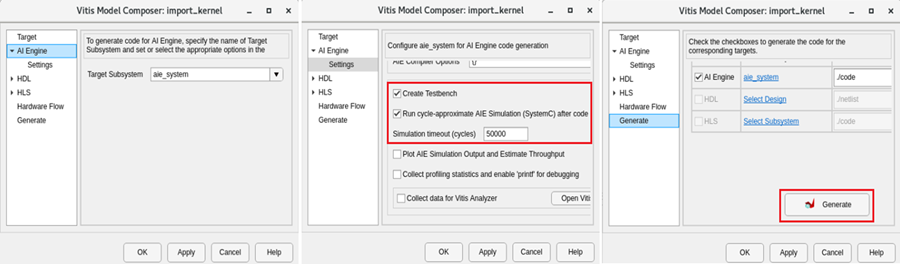 Vitis Model Composer: import_kernel
Target
AI Engine
Settings
HDL
HLS
Hardware Flow
Generate
To generate code for AI Engine, specify the name of Target
Subsystem and set or select the appropriate options in the
Target Subsystem aie_system
OK Apply Cancel Help
Vitis Model Composer: import_kernel
Target
AI Engine
Settings
HDL
HLS
Hardware Flow
Generate
Configure aie_system for AI Engine code generation
AIE Compiler Options
Create Testbench
Run cycle-approximate AIE Simulation (SystemC) after code
Simulation timeout (cycles) 50000
Plot AIE Simulation Output and Estimate Throughput
Collect profiling statistics and enable 'printf' for debugging
Collect data for Vitis Analyzer Open Viti
OK Apply Cancel Help
Vitis Model Composer: import_kernel
Target
AI Engine
Settings
HDL
HLS
Hardware Flow
Generate
Check the checkboxes to generate the code for the
corresponding targets.
AI Engine aie_system ./code
HDL Select Design ./netlist
HLS Select Subsystem ./code
Generate
OK Apply Cancel Help